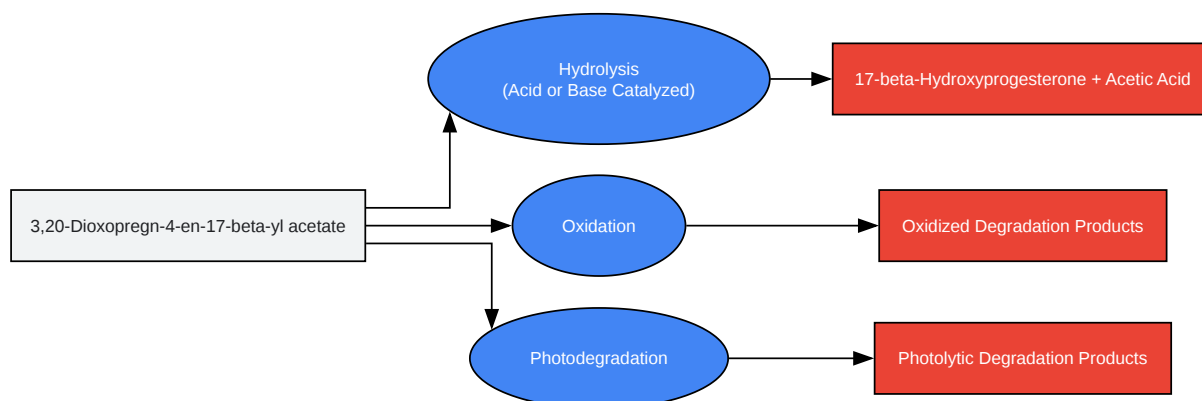 Hydrolysis
(Acid or Base Catalyzed)
17-beta-Hydroxyprogesterone + Acetic Acid
3,20-Dioxopregn-4-en-17-beta-yl acetate
Oxidation
Oxidized Degradation Products
Photodegradation
Photolytic Degradation Products